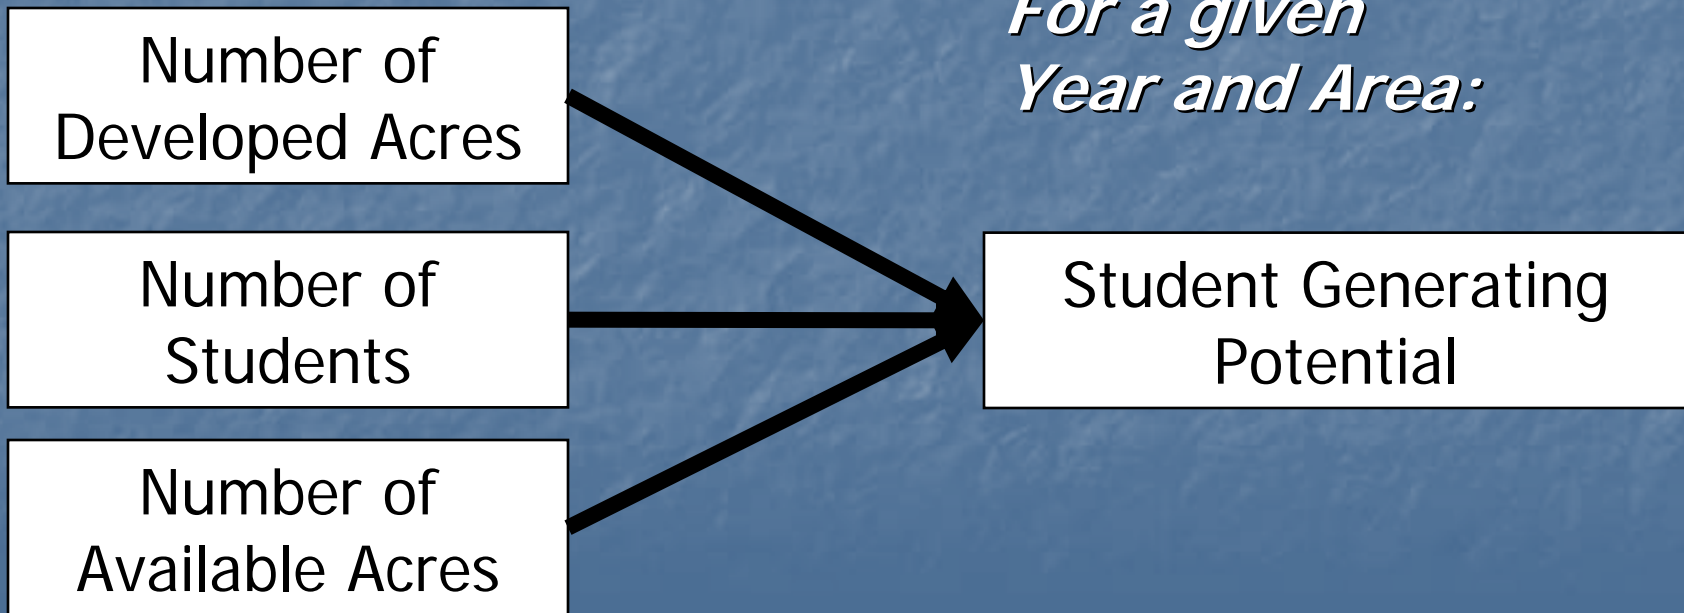 For a given
Year and Area:
Number of
Developed Acres
Number of
Students
Number of
Available Acres
Student Generating
Potential